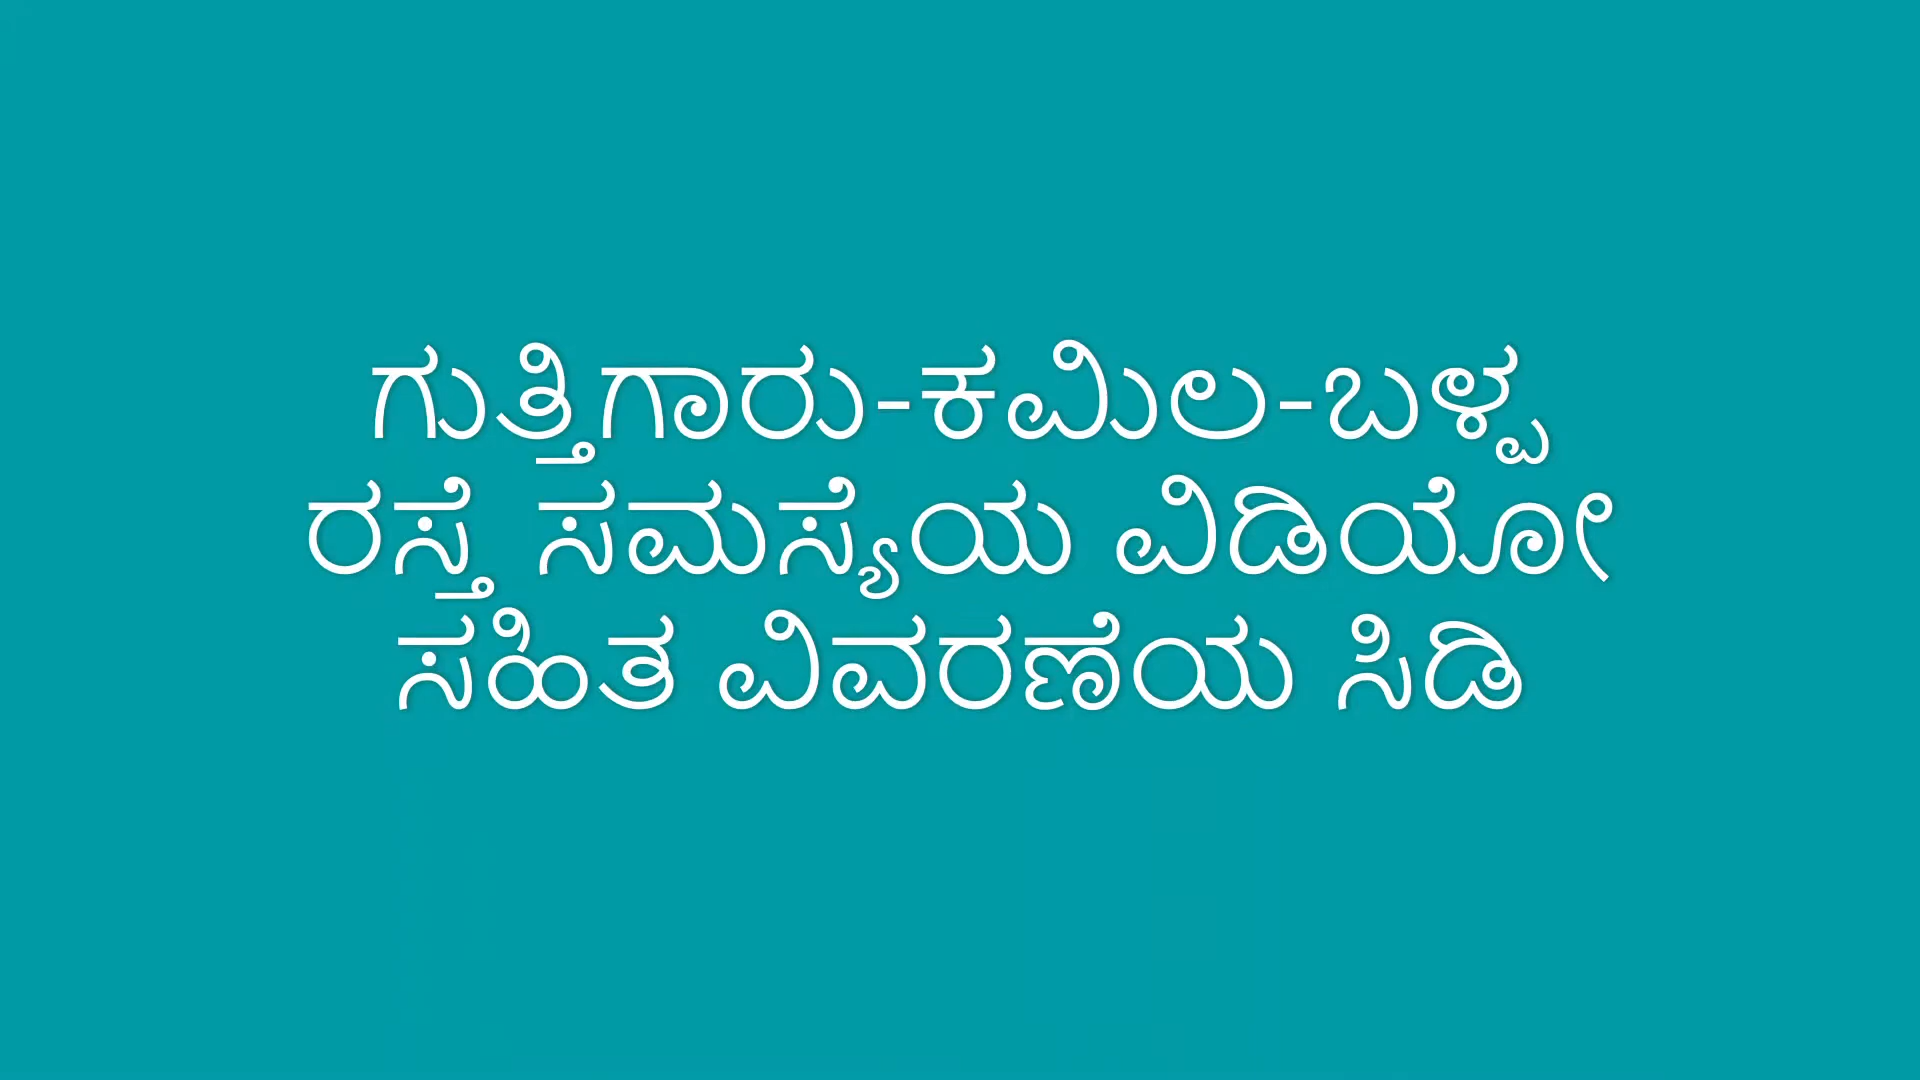 ಗುತ್ತಿಗಾರು-ಕಮಿಲ-ಬಳ್ಪ
ರಸ್ತೆ ಸಮಸ್ಯೆಯ ವಿಡಿಯೋ
ಸಹಿತ ವಿವರಣೆಯ ಸಿಡಿ